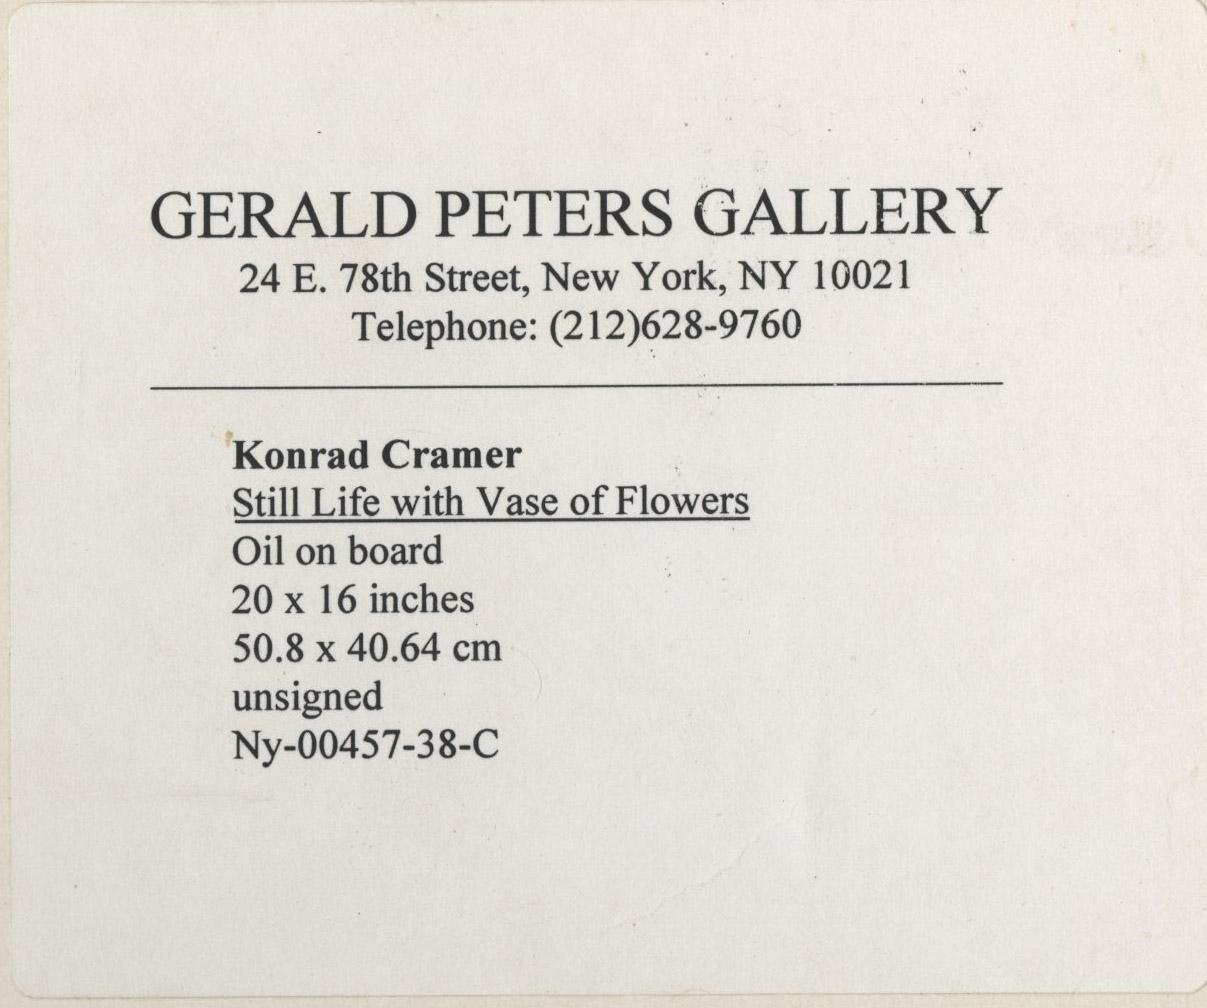 GERALD PETERS GALLERY
24 E. 78th Street, New York, NY 10021
Telephone: (212)628-9760
Konrad Cramer
Still Life with Vase of Flowers
Oil on board
20 x 16 inches
50.8 x 40.64 cm
unsigned
Ny-00457-38-C